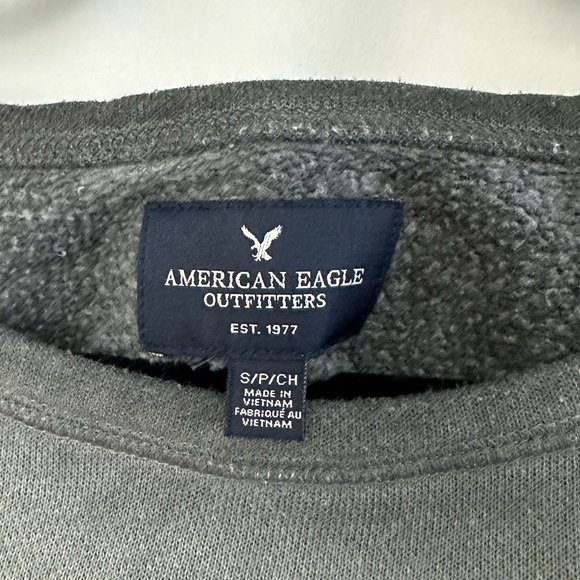 AMERICAN EAGLE
OUTFITTERS
EST. 1977
S/P/CH
MADE IN
VIETNAM
FABRIQUÉ AU
VIETNAM